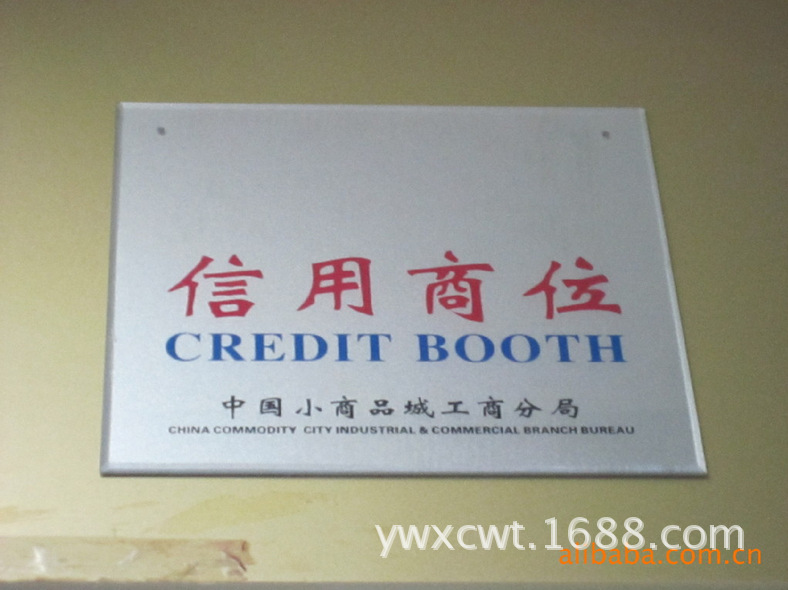 信用商位
CREDIT BOOTH
中国小商品城工商分局
CHINA COMMODITY CITY INDUSTRIAL & COMMERCIAL BRANCH BUREAU
ywxcwt.1688.com
alibaba.com.cn